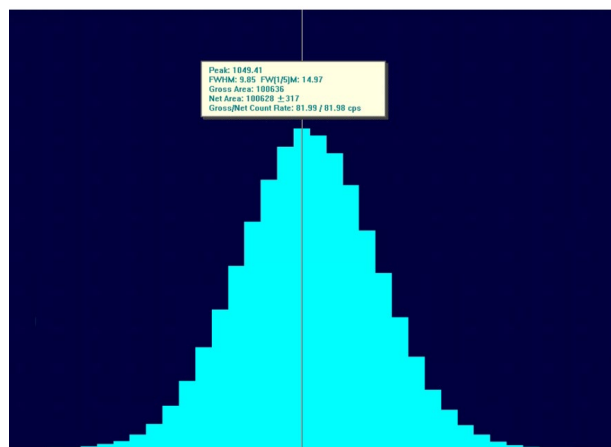 Peak: 1049.41
FWHM: 9.85 FW(1/5)M: 14.97
Gross Area: 100636
Net Area: 100628 ±317
Gross/Net Count Rate: 81.99 / 81.98 cps